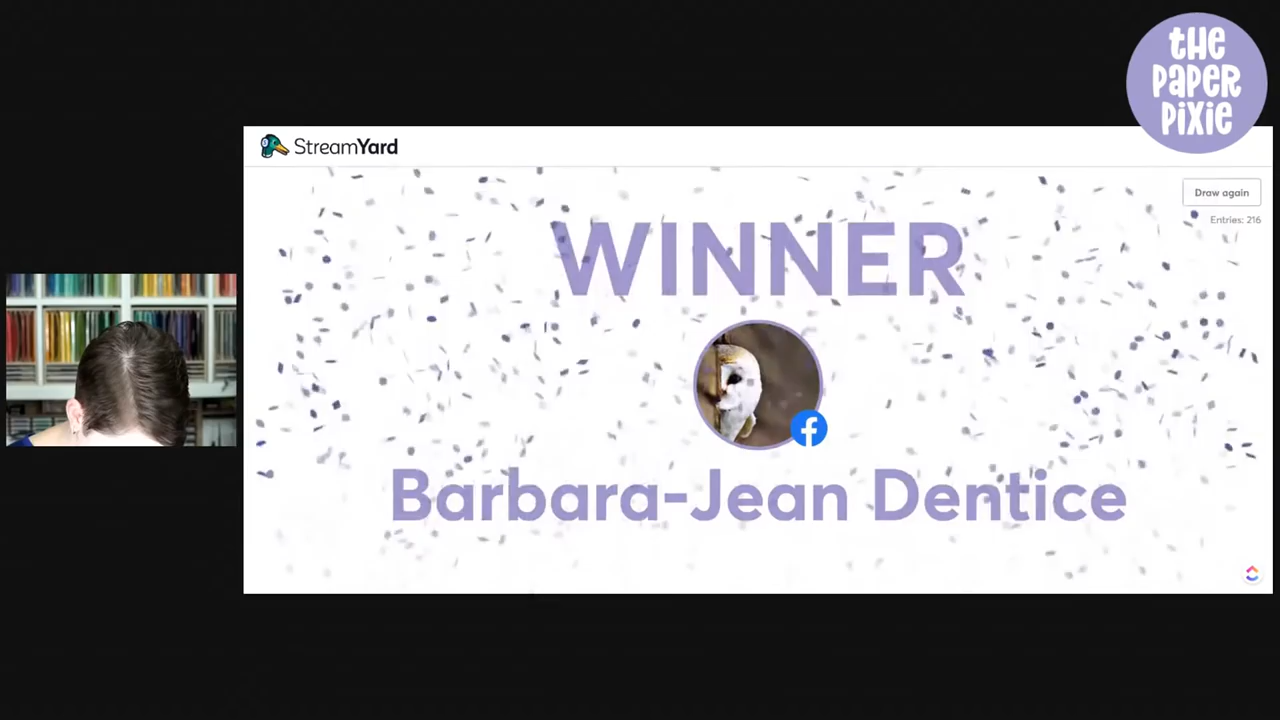 the
PAPER
PIXIE
StreamYard
Draw again
Entries: 216
WINNER
Barbara-Jean Dentice